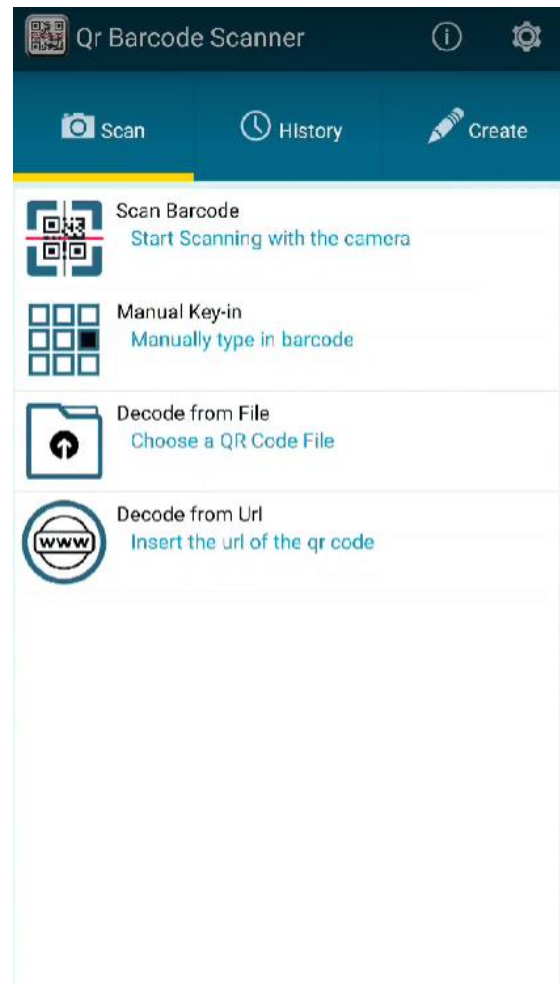 Qr Barcode Scanner
Scan
History
Create
Scan Barcode
Start Scanning with the camera
Manual Key-in
Manually type in barcode
Decode from File
Choose a QR Code File
Decode from Url
www
Insert the url of the qr code